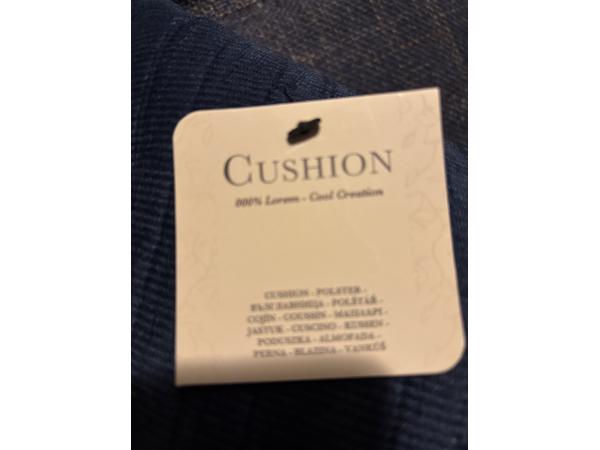 CUSHION
000% Lorem - Cool Creation
CUSHION - POLSTER -
POLŠTÁŘ -
COJÍN - COUSSIN - ΜΑΞΙΛΑΡΙ -
JASTUK - CUSCINO - KUSSEN -
PODUSZKA - ALMOFADA -
PERNA - BLAZINA - VANKÚŠ